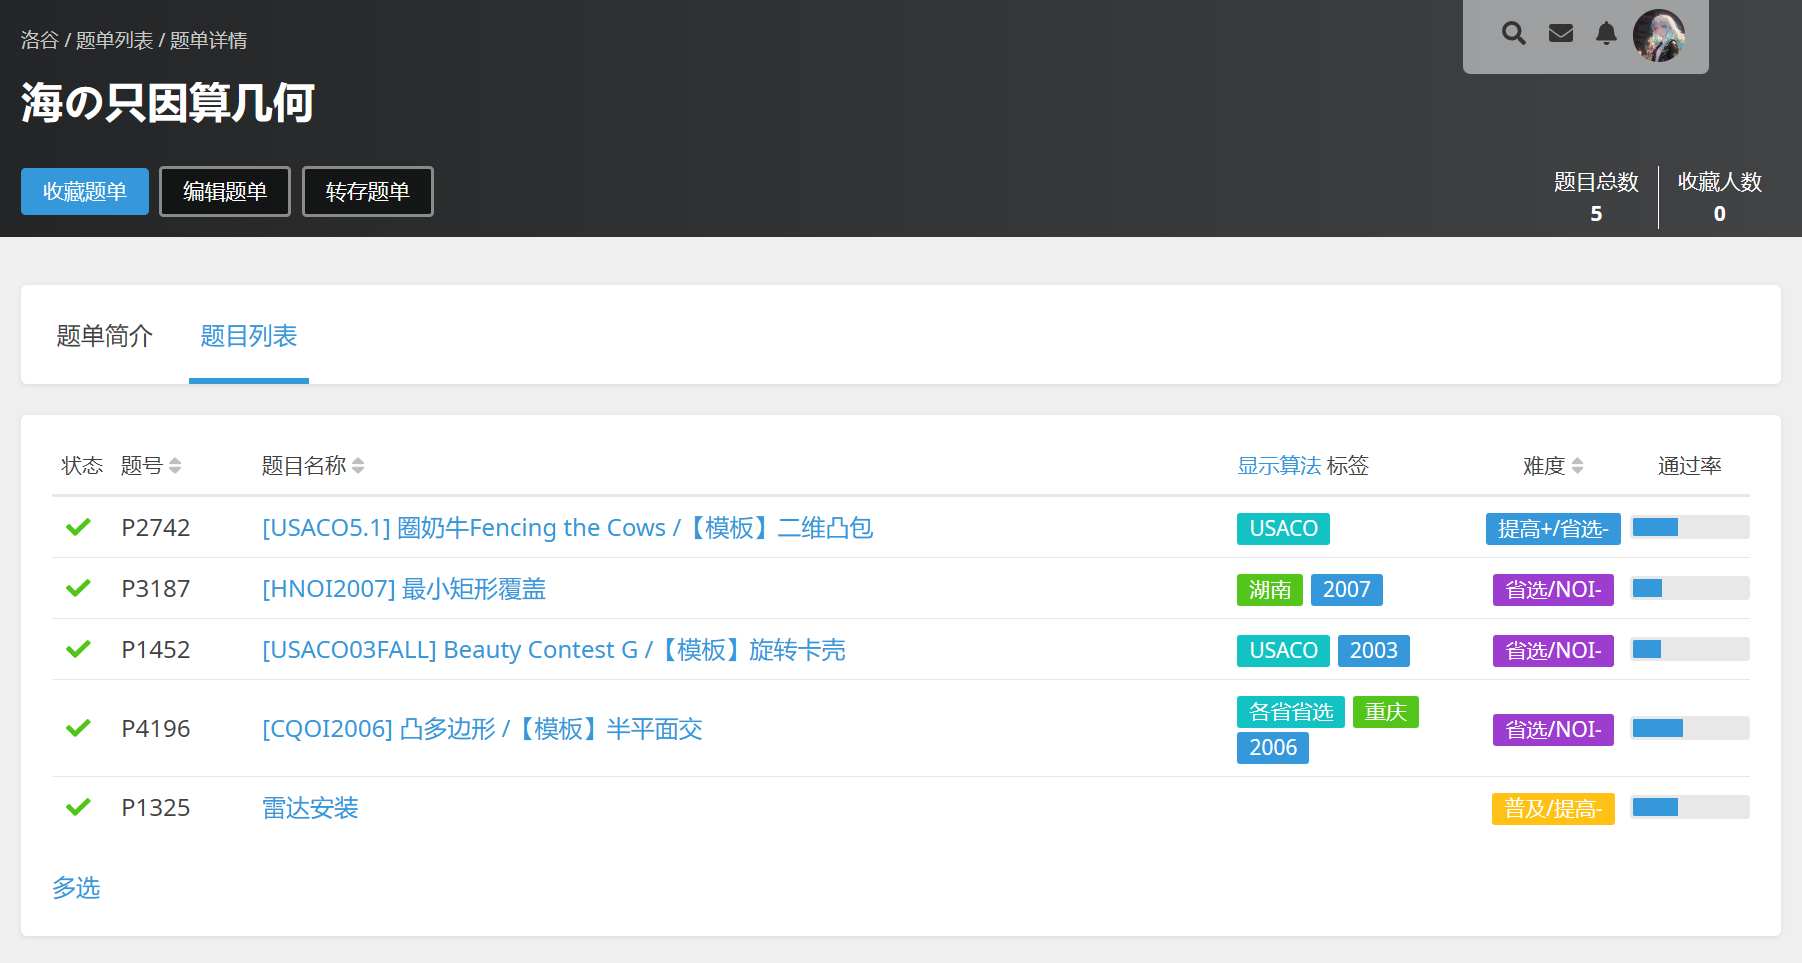 洛谷 / 题单列表 / 题单详情
海の只因算几何
收藏题单 编辑题单 转存题单
题目总数 收藏人数
5 0
题单简介 题目列表
状态 题号 题目名称 显示算法 标签 难度 通过率
P2742 [USACO5.1] 圈奶牛Fencing the Cows /【模板】二维凸包 USACO 提高+/省选-
P3187 [HNOI2007] 最小矩形覆盖 湖南 2007 省选/NOI-
P1452 [USACO03FALL] Beauty Contest G /【模板】旋转卡壳 USACO 2003 省选/NOI-
P4196 [CQOI2006] 凸多边形 /【模板】半平面交 各省省选 重庆 2006 省选/NOI-
P1325 雷达安装 普及/提高-
多选